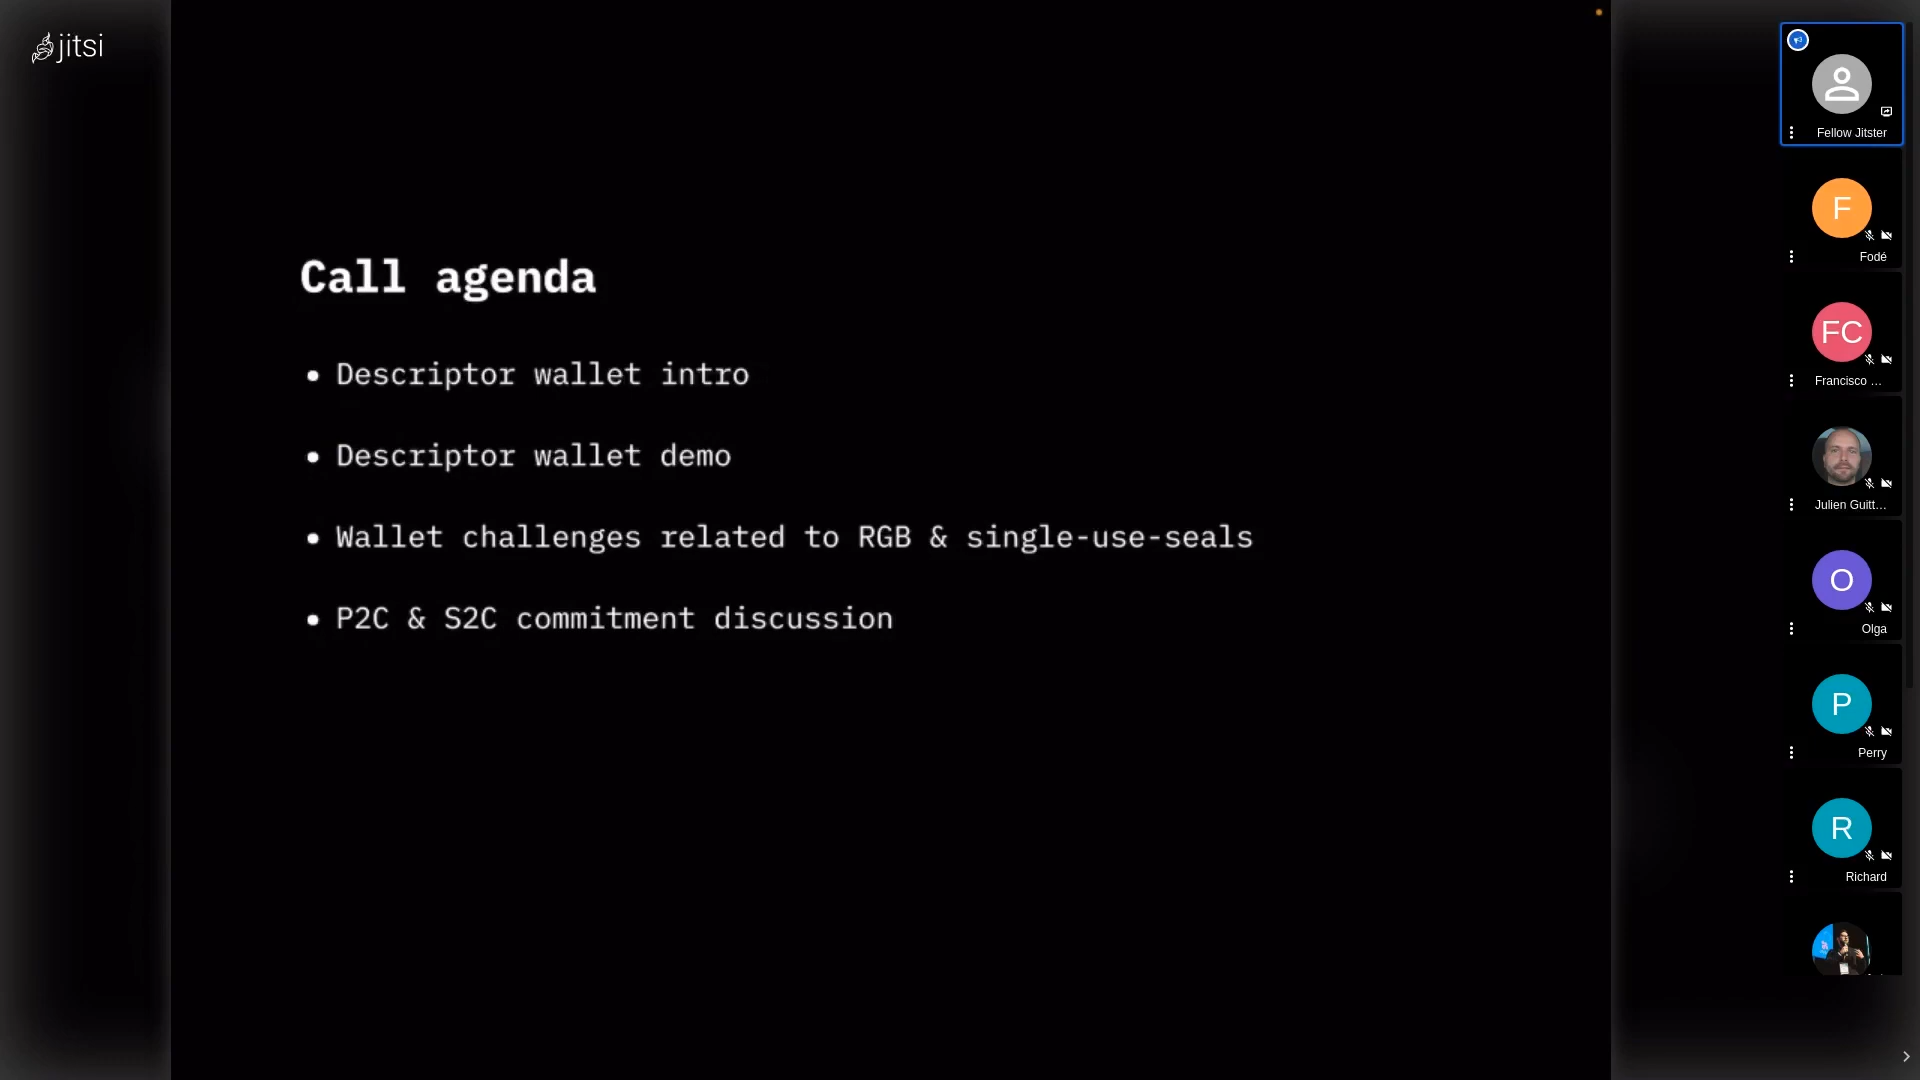 jitsi
Call agenda
• Descriptor wallet intro
• Descriptor wallet demo
• Wallet challenges related to RGB & single-use-seals
• P2C & S2C commitment discussion
Fellow Jitster
F
Fodé
FC
Francisco ...
Julien Guitt...
O
Olga
P
Perry
R
Richard